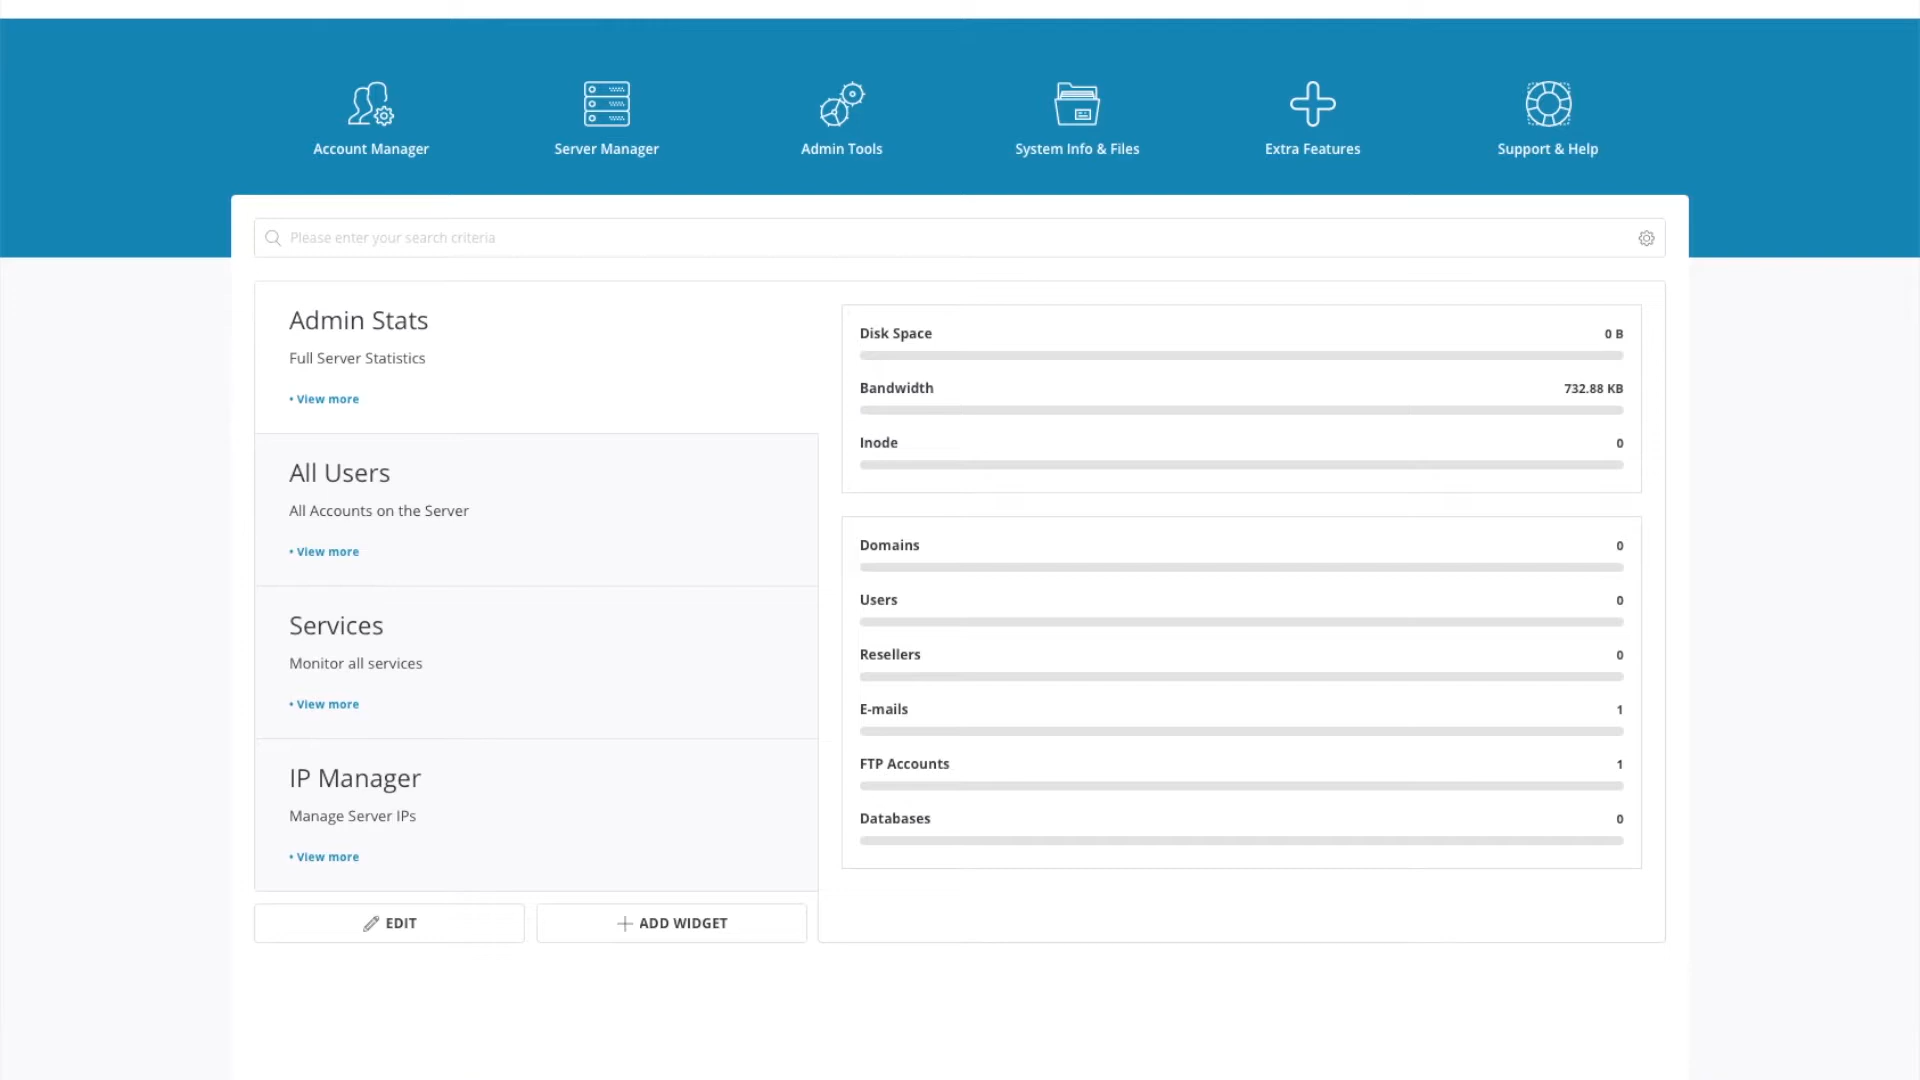 Account Manager
Server Manager
Admin Tools
System Info & Files
Extra Features
Support & Help
Please enter your search criteria
Admin Stats
Full Server Statistics
• View more
All Users
All Accounts on the Server
• View more
Services
Monitor all services
• View more
IP Manager
Manage Server IPs
• View more
EDIT
ADD WIDGET
Disk Space 0 B
Bandwidth 732.88 KB
Inode 0
Domains 0
Users 0
Resellers 0
E-mails 1
FTP Accounts 1
Databases 0